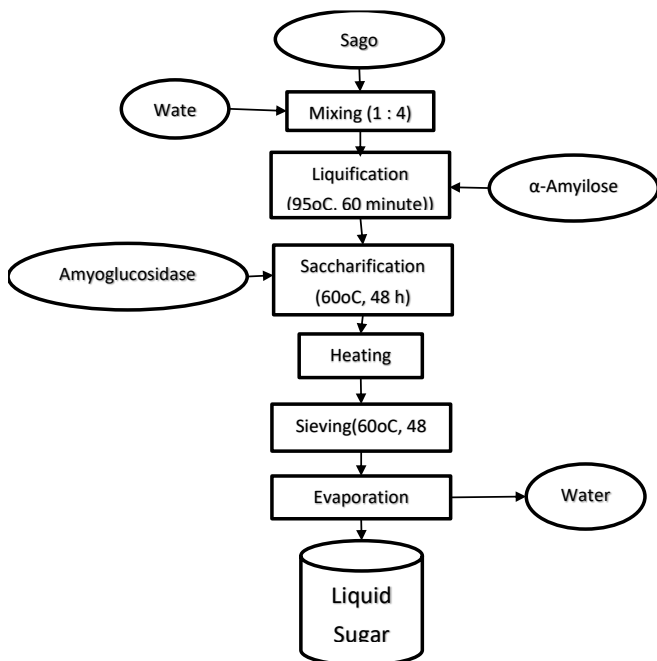 Sago
Wate
Mixing (1 : 4)
Liquification
(95oC, 60 minute))
α-Amyilose
Amyoglucosidase
Saccharification
(60oC, 48 h)
Heating
Sieving(60oC, 48
Evaporation
Water
Liquid
Sugar